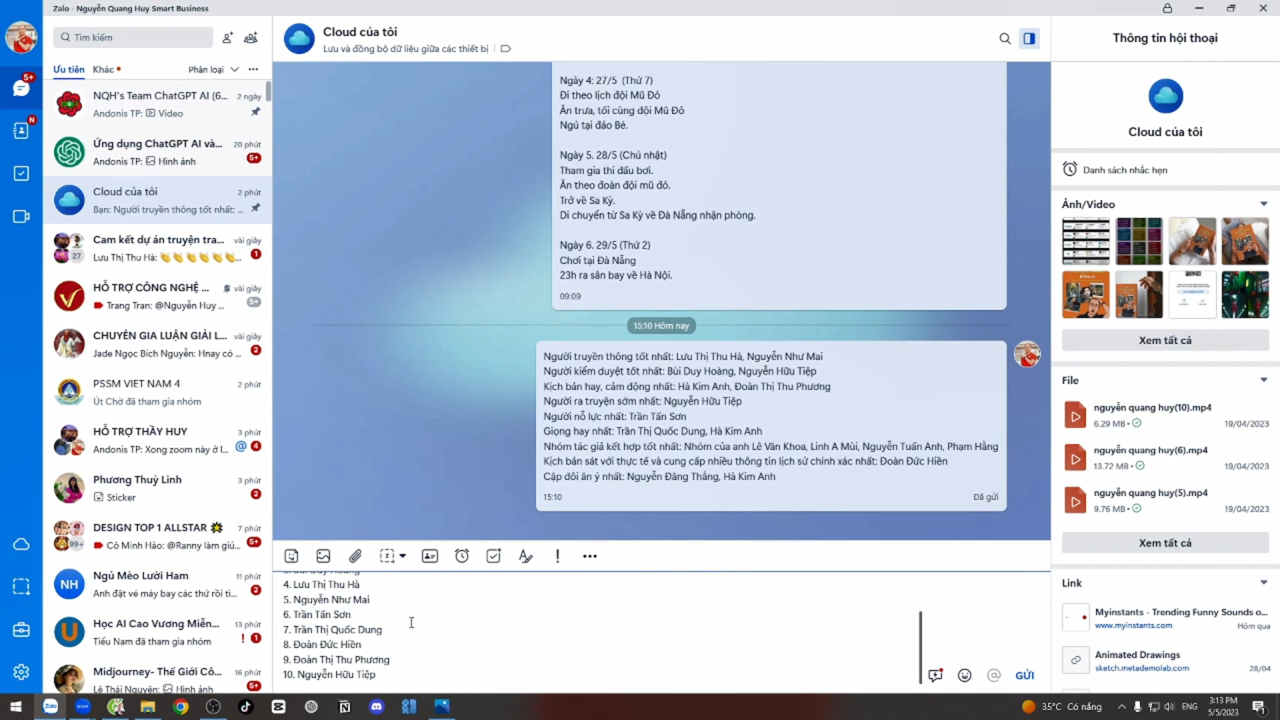 Zalo - Nguyễn Quang Huy Smart Business
5+
N
Tìm kiếm
Ưu tiên Khác Phân loại
NQH's Team ChatGPT AI (6... 2 ngày
Andonis TP: Video
Ứng dụng ChatGPT AI và... 20 phút
Andonis TP: Hình ảnh 5+
Cloud của tôi 2 phút
Bạn: Người truyền thông tốt nhất: ...
Cam kết dự án truyện tra... vài giây
27 Lưu Thị Thu Hà: 👏👏👏👏👏👏... 1
HỖ TRỢ CÔNG NGHỆ ... vài giây
Trang Tran: @Nguyễn Huy ... 5+
CHUYÊN GIA LUẬN GIẢI L... vài giây
Jade Ngọc Bích Nguyễn: Hnay có ... 2
PSSM VIET NAM 4 2 phút
Út Chờ đã tham gia nhóm
HỖ TRỢ THẦY HUY 3 phút
Andonis TP: Xong zoom này ở l... @ 4
Phương Thuỳ Linh 3 phút
Sticker 2
DESIGN TOP 1 ALLSTAR 7 phút
99+ Cô Minh Hảo: @Ranny làm giú... 5+
NH Ngủ Mèo Lười Ham 11 phút
Anh đặt vé máy bay các thứ rồi ti... 2
Học AI Cao Vương Miễn... 13 phút
Tiểu Nam đã tham gia nhóm ! 1
Midjourney- Thế Giới Cô... 16 phút
Lê Thái Nguyên: Hình ảnh 5+
Cloud của tôi
Lưu và đồng bộ dữ liệu giữa các thiết bị
Ngày 4: 27/5 (Thứ 7)
Đi theo lịch đội Mũ Đỏ
Ăn trưa, tối cùng đội Mũ Đỏ
Ngủ tại đảo Bé.
Ngày 5. 28/5 (Chủ nhật)
Tham gia thi đấu bơi.
Ăn theo đoàn đội mũ đỏ.
Trở về Sa Kỳ.
Di chuyển từ Sa Kỳ về Đà Nẵng nhận phòng.
Ngày 6. 29/5 (Thứ 2)
Chơi tại Đà Nẵng
23h ra sân bay về Hà Nội.
09:09
15:10 Hôm nay
Người truyền thông tốt nhất: Lưu Thị Thu Hà, Nguyễn Như Mai
Người kiểm duyệt tốt nhất: Bùi Duy Hoàng, Nguyễn Hữu Tiệp
Kịch bản hay, cảm động nhất: Hà Kim Anh, Đoàn Thị Thu Phương
Người ra truyện sớm nhất: Nguyễn Hữu Tiệp
Người nỗ lực nhất: Trần Tấn Sơn
Giọng hay nhất: Trần Thị Quốc Dung, Hà Kim Anh
Nhóm tác giả kết hợp tốt nhất: Nhóm của anh Lê Văn Khoa, Linh A Mùi, Nguyễn Tuấn Anh, Phạm Hằng
Kịch bản sát với thực tế và cung cấp nhiều thông tin lịch sử chính xác nhất: Đoàn Đức Hiền
Cặp đôi ăn ý nhất: Nguyễn Đăng Thắng, Hà Kim Anh
15:10 Đã gửi
4. Lưu Thị Thu Hà
5. Nguyễn Như Mai
6. Trần Tấn Sơn
7. Trần Thị Quốc Dung
8. Đoàn Đức Hiền
9. Đoàn Thị Thu Phương
10. Nguyễn Hữu Tiệp
GỬI
Thông tin hội thoại
Cloud của tôi
Danh sách nhắc hẹn
Ảnh/Video
Xem tất cả
File
nguyễn quang huy(10).mp4
6.29 MB 19/04/2023
nguyễn quang huy(6).mp4
13.72 MB 19/04/2023
nguyễn quang huy(5).mp4
9.76 MB 19/04/2023
Xem tất cả
Link
Myinstants - Trending Funny Sounds o...
www.myinstants.com Hôm qua
Animated Drawings
sketch.metademolab.com 28/04
Zalo
zoom
35°C Có nắng
ENG
3:13 PM
5/5/2023